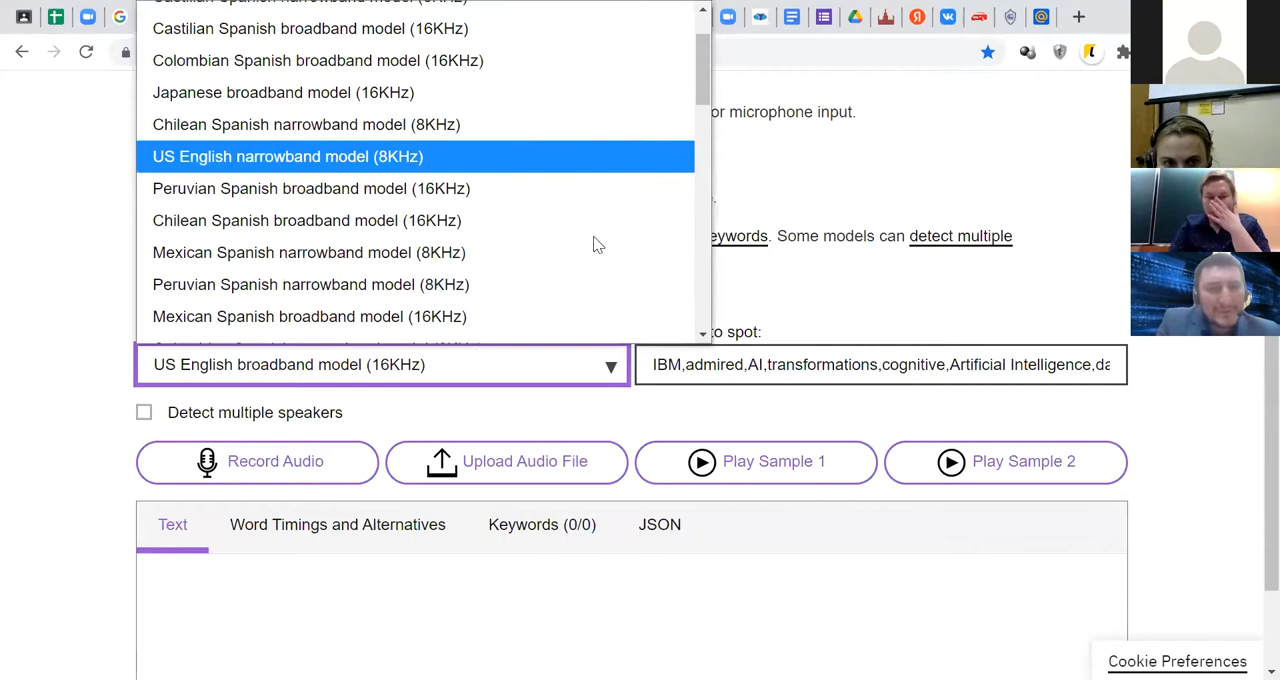 Castilian Spanish broadband model (16KHz)
Colombian Spanish broadband model (16KHz)
Japanese broadband model (16KHz)
Chilean Spanish narrowband model (8KHz)
US English narrowband model (8KHz)
Peruvian Spanish broadband model (16KHz)
Chilean Spanish broadband model (16KHz)
Mexican Spanish narrowband model (8KHz)
Peruvian Spanish narrowband model (8KHz)
Mexican Spanish broadband model (16KHz)
or microphone input.
eywords. Some models can detect multiple
to spot:
US English broadband model (16KHz)
IBM,admired,AI,transformations,cognitive,Artificial Intelligence,da
Detect multiple speakers
Record Audio
Upload Audio File
Play Sample 1
Play Sample 2
Text
Word Timings and Alternatives
Keywords (0/0)
JSON
Cookie Preferences